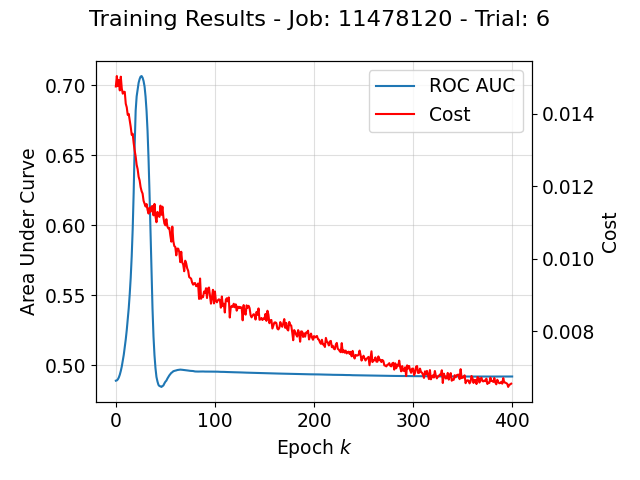 Training Results - Job: 11478120 - Trial: 6
ROC AUC
Cost
0.70
0.65
0.60
0.55
0.50
Area Under Curve
0.014
0.012
0.010
0.008
Cost
0
100
200
300
400
Epoch k